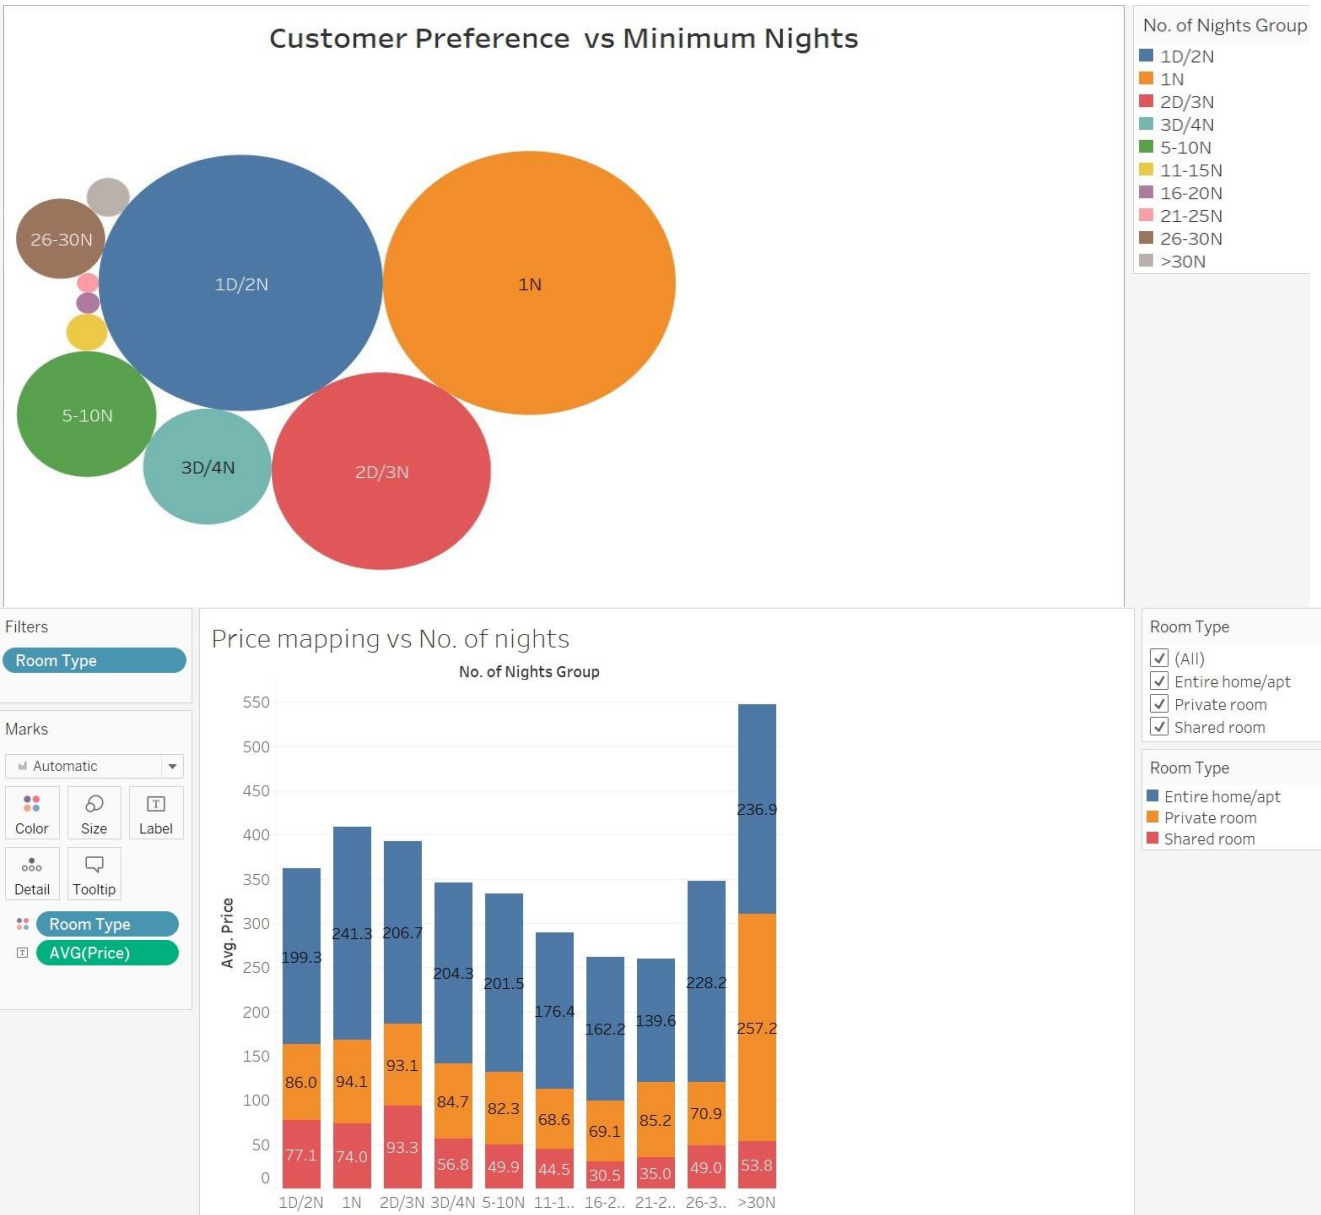 Customer Preference vs Minimum Nights
No. of Nights Group
1D/2N
1N
2D/3N
3D/4N
5-10N
11-15N
16-20N
21-25N
26-30N
>30N
26-30N
1D/2N
1N
5-10N
3D/4N
2D/3N
Filters
Room Type
Marks
Automatic
Color
Size
Label
Detail
Tooltip
Room Type
AVG(Price)
Price mapping vs No. of nights
No. of Nights Group
Avg. Price
550
500
450
400
350
300
250
200
150
100
50
0
199.3
86.0
77.1
241.3
94.1
74.0
206.7
93.1
93.3
204.3
84.7
56.8
201.5
82.3
49.9
176.4
68.6
44.5
162.2
69.1
30.5
139.6
85.2
35.0
228.2
70.9
49.0
236.9
257.2
53.8
1D/2N 1N 2D/3N 3D/4N 5-10N 11-1.. 16-2.. 21-2.. 26-3.. >30N
Room Type
(All)
Entire home/apt
Private room
Shared room
Room Type
Entire home/apt
Private room
Shared room